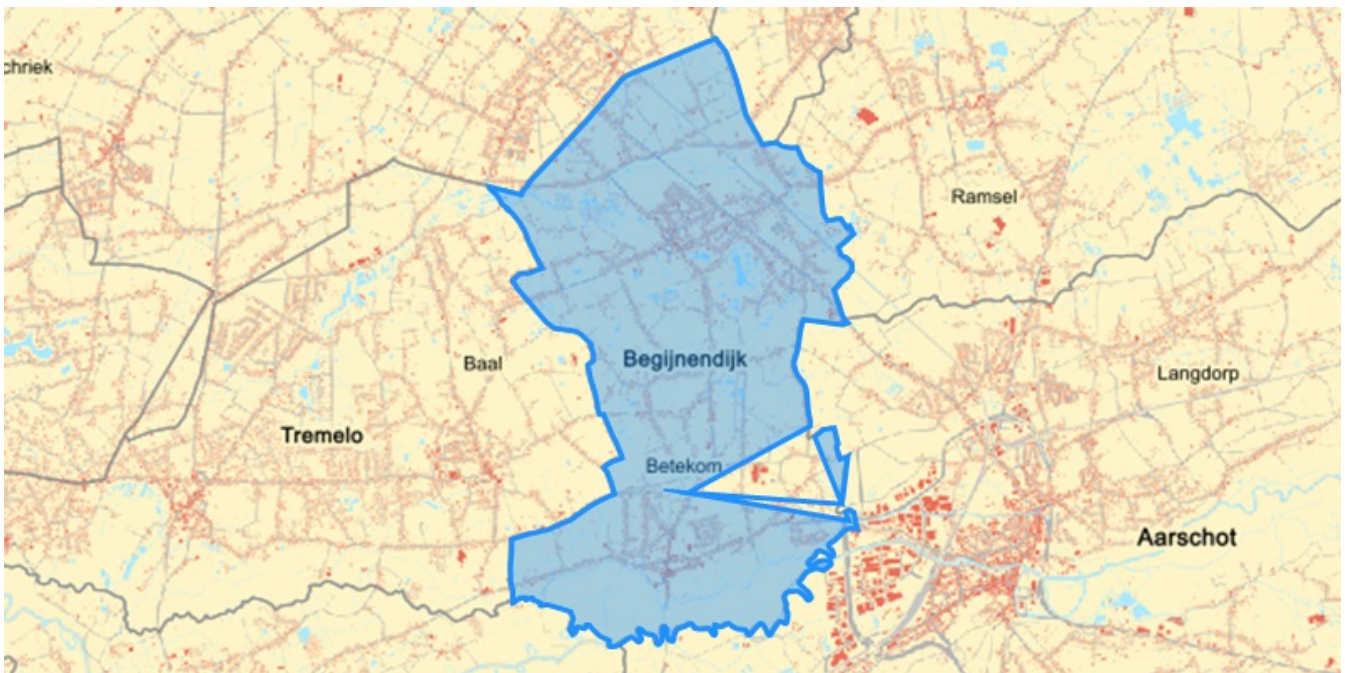 chriek
Ramsel
Begijnendijk
Baal
Langdorp
Tremelo
Betekom
Aarschot